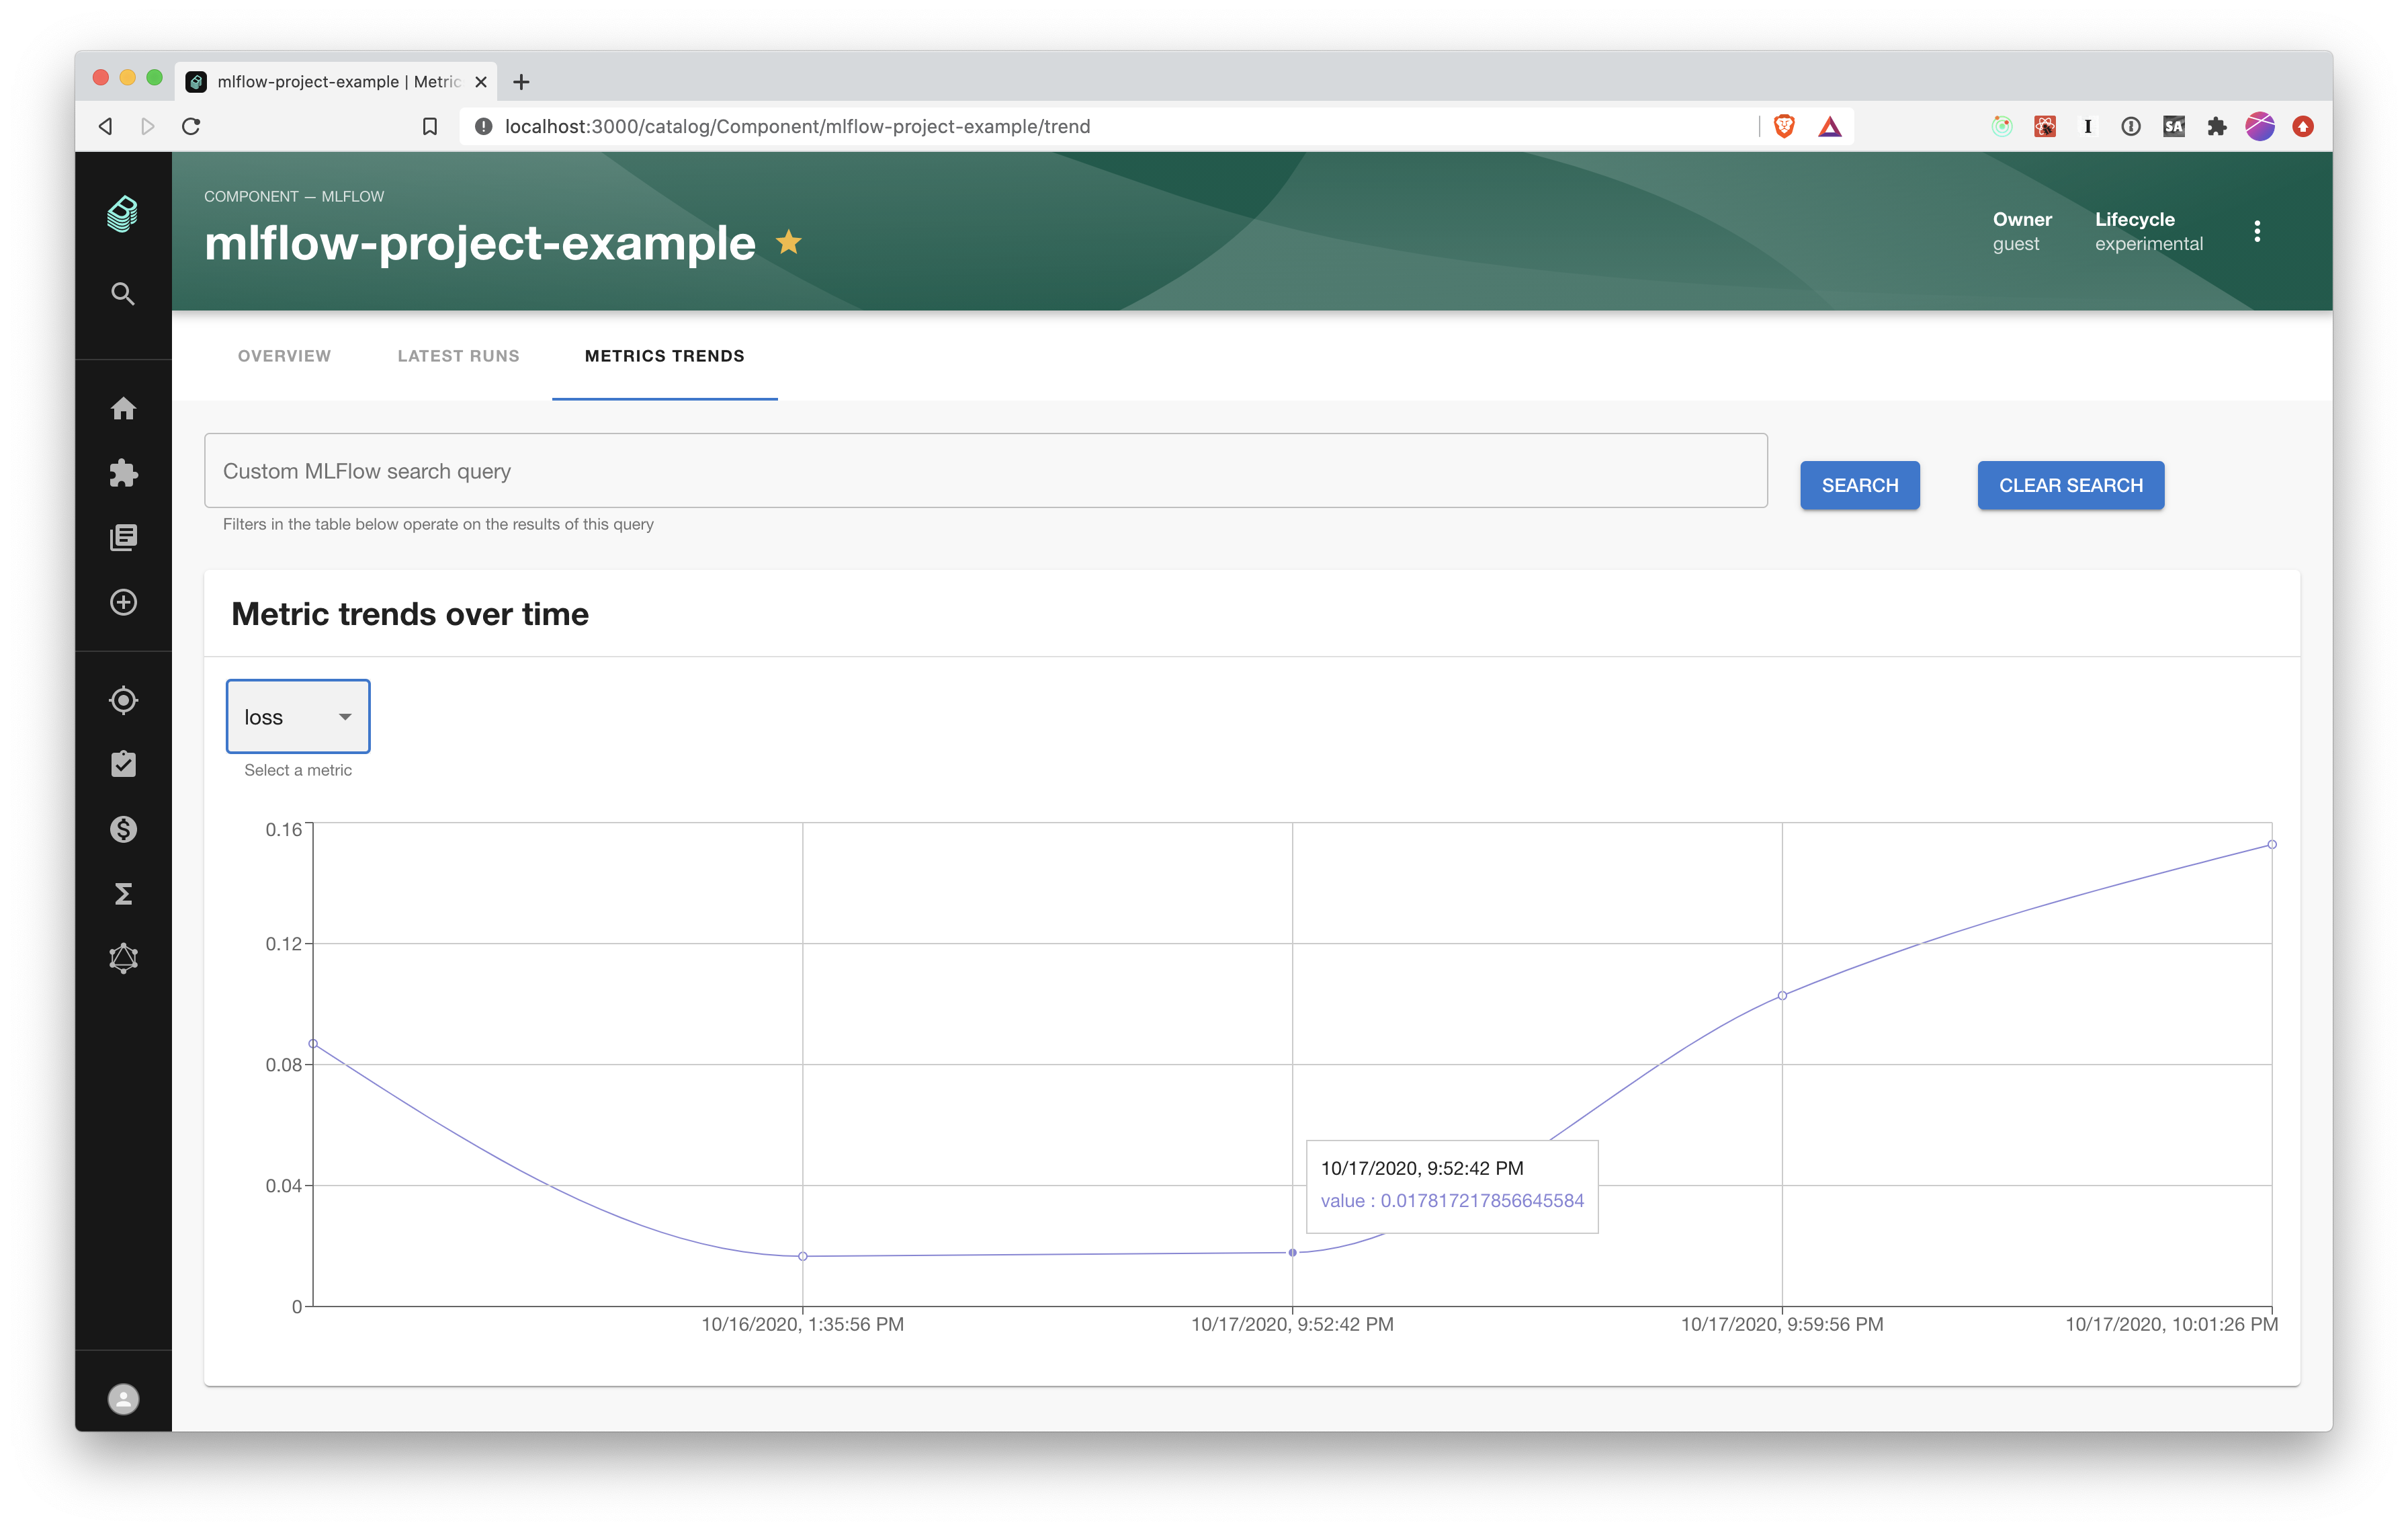 mlflow-project-example | Metric
localhost:3000/catalog/Component/mlflow-project-example/trend
COMPONENT — MLFLOW
mlflow-project-example
Owner
guest
Lifecycle
experimental
OVERVIEW
LATEST RUNS
METRICS TRENDS
Custom MLFlow search query
SEARCH
CLEAR SEARCH
Filters in the table below operate on the results of this query
Metric trends over time
loss
Select a metric
0.16
0.12
0.08
0.04
0
10/17/2020, 9:52:42 PM
value : 0.017817217856645584
10/16/2020, 1:35:56 PM
10/17/2020, 9:52:42 PM
10/17/2020, 9:59:56 PM
10/17/2020, 10:01:26 PM